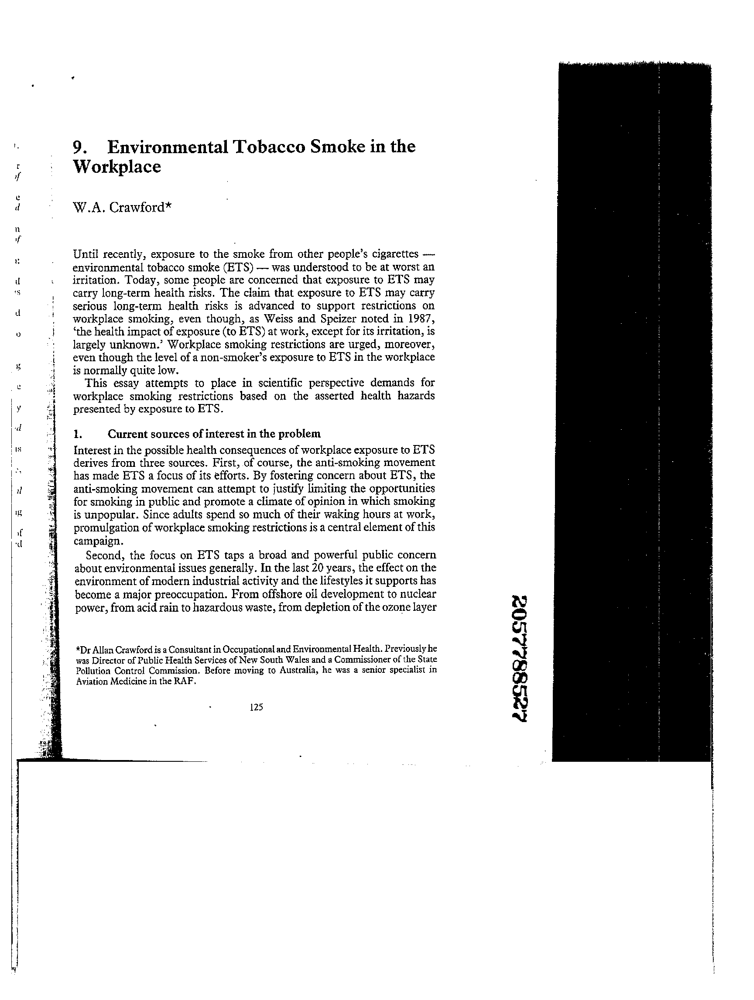 9. Environmental Tobacco Smoke in the
Workplace
W.A. Crawford*
Until recently, exposure to the smoke from other people's cigarettes —
environmental tobacco smoke (ETS) — was understood to be at worst an
irritation. Today, some people are concerned that exposure to ETS may
carry long-term health risks. The claim that exposure to ETS may carry
serious long-term health risks is advanced to support restrictions on
workplace smoking, even though, as Weiss and Speizer noted in 1987,
'the health impact of exposure (to ETS) at work, except for its irritation, is
largely unknown.' Workplace smoking restrictions are urged, moreover,
even though the level of a non-smoker's exposure to ETS in the workplace
is normally quite low.
This essay attempts to place in scientific perspective demands for
workplace smoking restrictions based on the asserted health hazards
presented by exposure to ETS.
1. Current sources of interest in the problem
Interest in the possible health consequences of workplace exposure to ETS
derives from three sources. First, of course, the anti-smoking movement
has made ETS a focus of its efforts. By fostering concern about ETS, the
anti-smoking movement can attempt to justify limiting the opportunities
for smoking in public and promote a climate of opinion in which smoking
is unpopular. Since adults spend so much of their waking hours at work,
promulgation of workplace smoking restrictions is a central element of this
campaign.
Second, the focus on ETS taps a broad and powerful public concern
about environmental issues generally. In the last 20 years, the effect on the
environment of modern industrial activity and the lifestyles it supports has
become a major preoccupation. From offshore oil development to nuclear
power, from acid rain to hazardous waste, from depletion of the ozone layer
*Dr Allan Crawford is a Consultant in Occupational and Environmental Health. Previously he
was Director of Public Health Services of New South Wales and a Commissioner of the State
Pollution Control Commission. Before moving to Australia, he was a senior specialist in
Aviation Medicine in the RAF.
125
2057788527